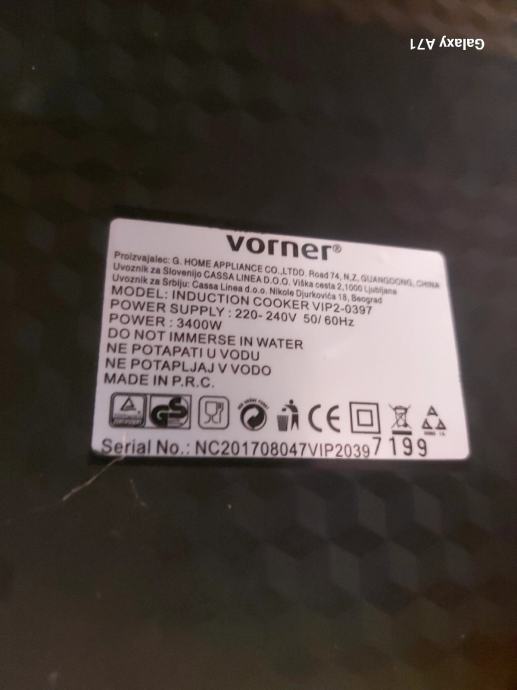 Galaxy A71
vorner®
Proizvajalec: G. HOME APPLIANCE CO.,LTDD. Road 74, N,Z, GUANGDONG, CHINA
Uvoznik za Slovenijo CASSA LINEA D.O.O. Viška cesta 2,1000 Ljubljana
Uvoznik za Srbiju: Cassa Linea d.o.o. Nikole Djurkovića 18, Beograd
MODEL: INDUCTION COOKER VIP2-0397
POWER SUPPLY : 220- 240V 50/ 60Hz
POWER : 3400W
DO NOT IMMERSE IN WATER
NE POTAPATI U VODU
NE POTAPLJAJ V VODO
MADE IN P.R.C.
GS CE
Serial No.: NC201708047VIP20397199